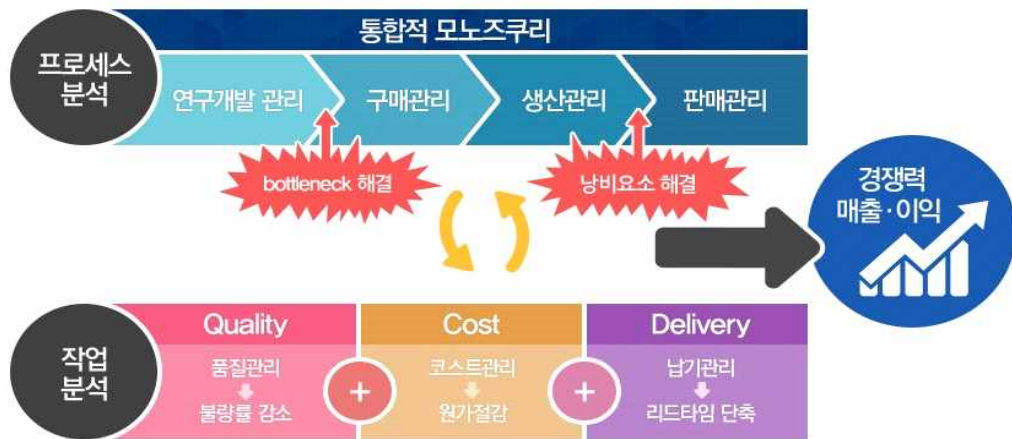 통합적 모노즈쿠리
프로세스
분석
연구개발 관리
구매관리
생산관리
판매관리
bottleneck 해결
낭비요소 해결
경쟁력
매출·이익
작업
분석
Quality
품질관리
불량률 감소
+
Cost
코스트관리
원가절감
+
Delivery
납기관리
리드타임 단축